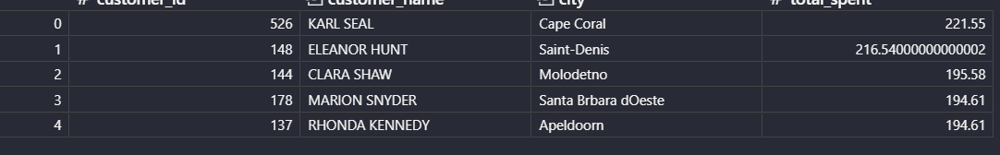 # customer_id customer_name city # total_spent
0 526 KARL SEAL Cape Coral 221.55
1 148 ELEANOR HUNT Saint-Denis 216.54000000000002
2 144 CLARA SHAW Molodetno 195.58
3 178 MARION SNYDER Santa Brbara dOeste 194.61
4 137 RHONDA KENNEDY Apeldoorn 194.61